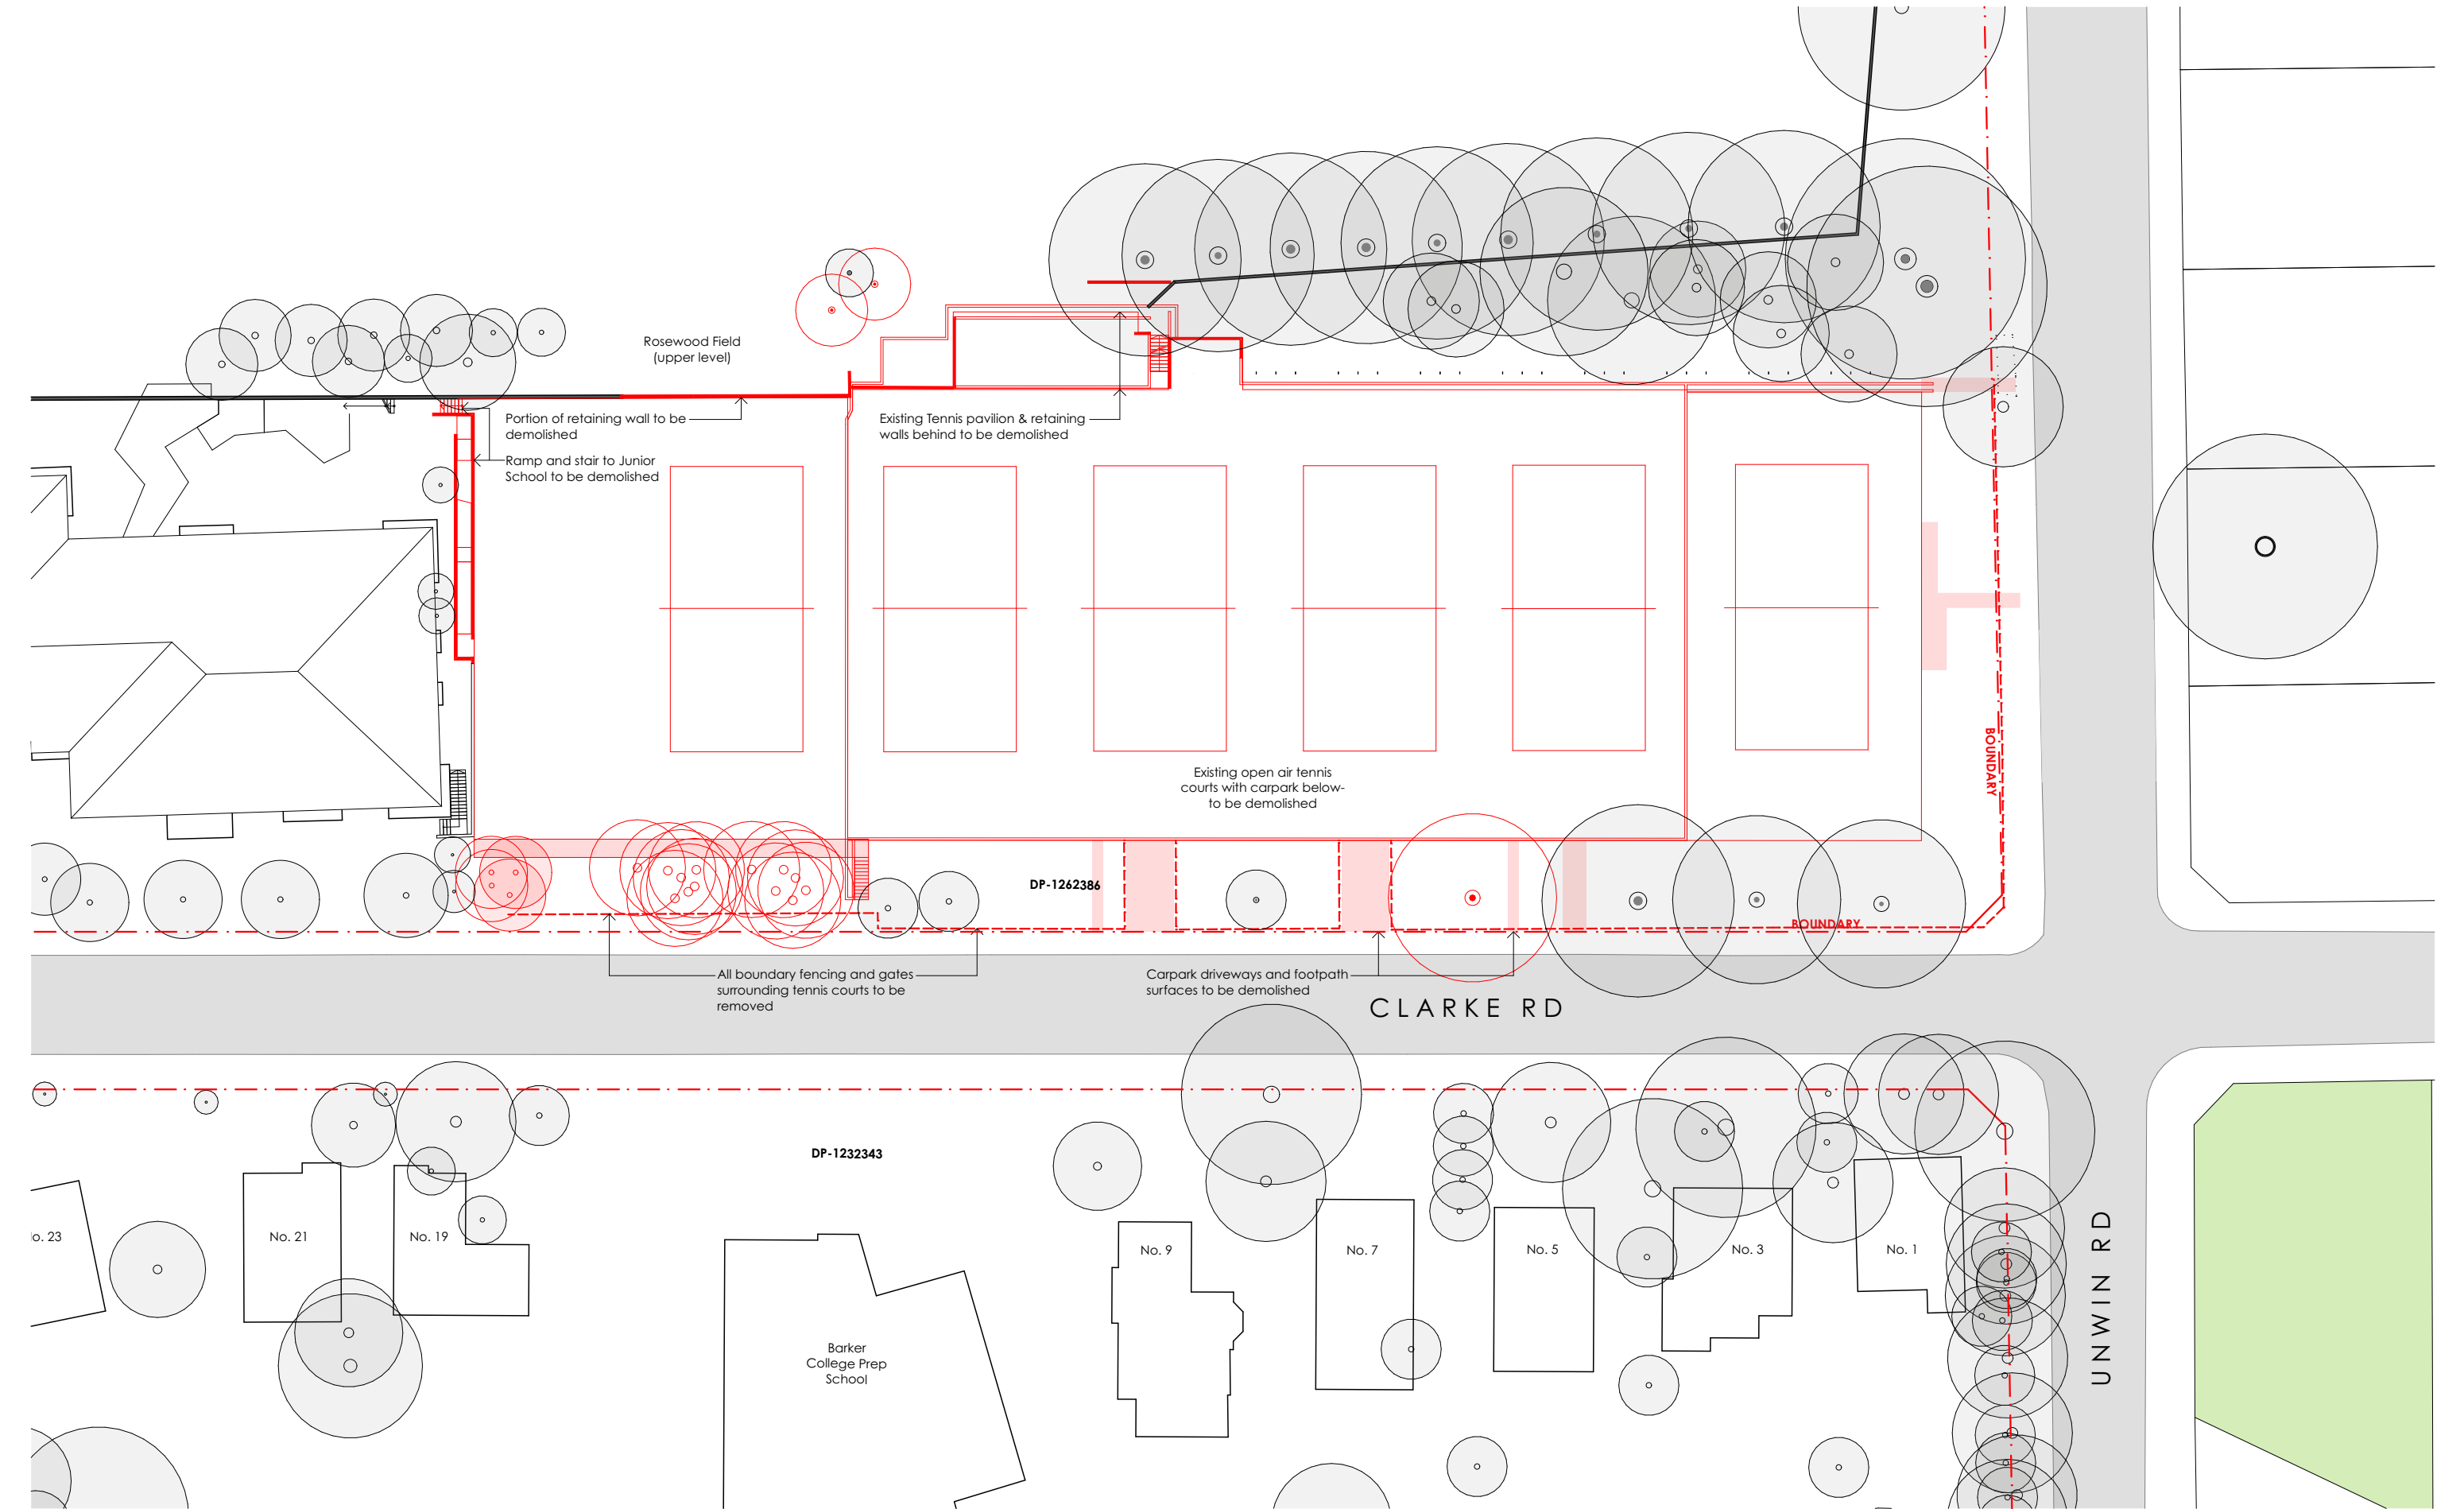 Rosewood Field
(upper level)
Portion of retaining wall to be
demolished
Ramp and stair to Junior
School to be demolished
Existing Tennis pavilion & retaining
walls behind to be demolished
Existing open air tennis
courts with carpark below-
to be demolished
BOUNDARY
DP-1262386
BOUNDARY
All boundary fencing and gates
surrounding tennis courts to be
removed
Carpark driveways and footpath
surfaces to be demolished
CLARKE RD
DP-1232343
o. 23
No. 21
No. 19
No. 9
No. 7
No. 5
No. 3
No. 1
UNWIN RD
Barker
College Prep
School